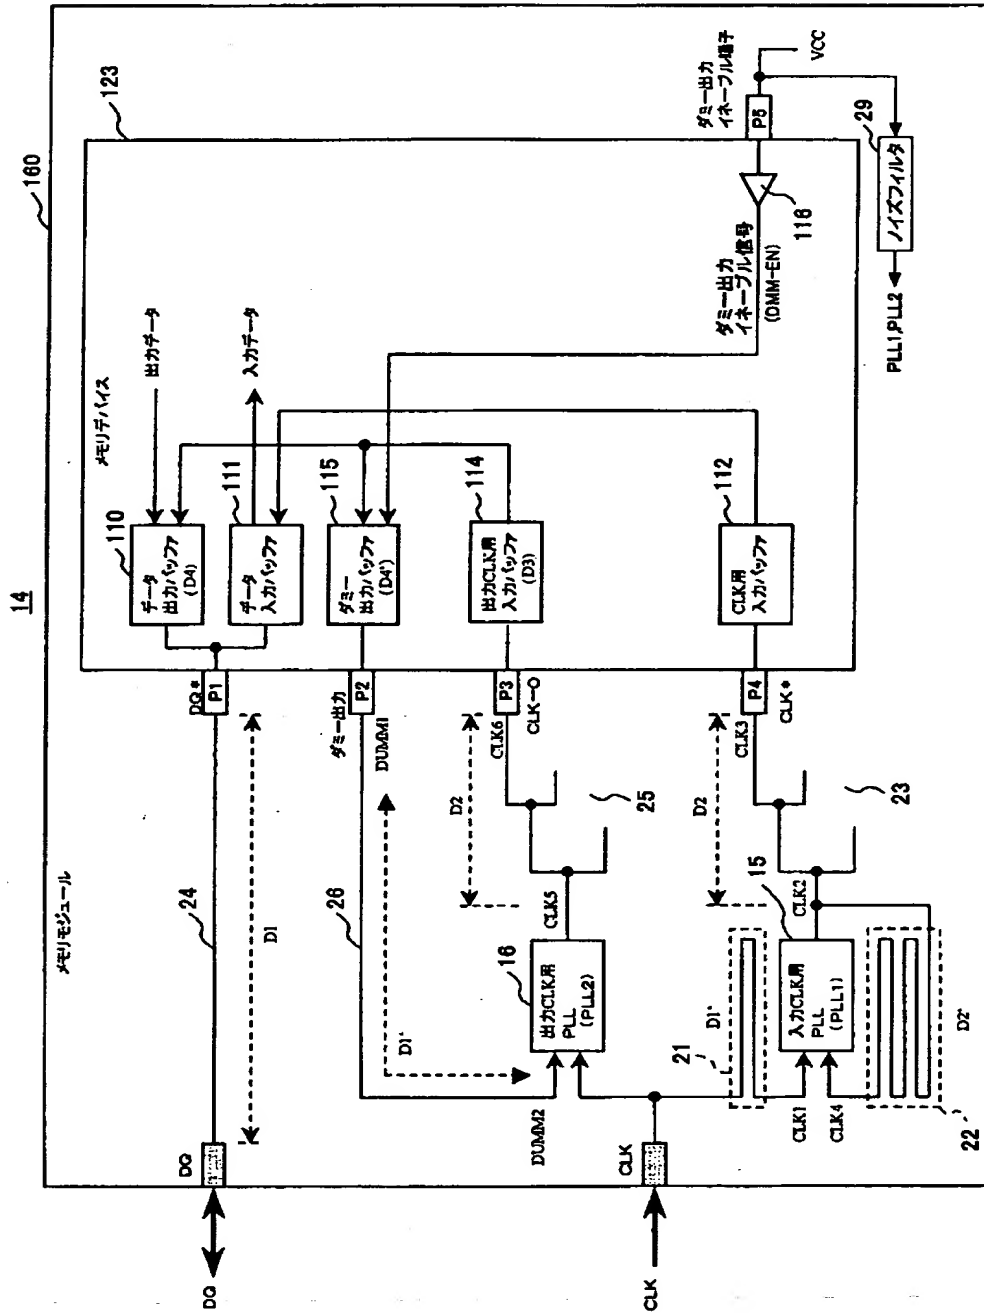 14
160
メモリモジュール
メモリデバイス
123
出力データ
入力データ
110
データ
出力バッファ
(D4)
111
データ
入力バッファ
115
ダミー
出力バッファ
(D4')
114
出力CLK用
入力バッファ
(D3)
112
CLK用
入力バッファ
ダミー出力
イネーブル信号
(DMM-EN)
116
ダミー出力
イネーブル端子
P5
VCC
29
ノイズフィルタ
PLL1,PLL2
DQ*
P1
ダミー出力
P2
DUMM1
P3
CLK6
CLK-O
P4
CLK3
CLK*
24
D1
26
D1'
D2
25
CLK5
16
出力CLK用
PLL
(PLL2)
DUMM2
D2
23
15
CLK2
入力CLK用
PLL
(PLL1)
21
D1'
CLK1
CLK4
D2'
22
DQ
DQ
CLK
CLK